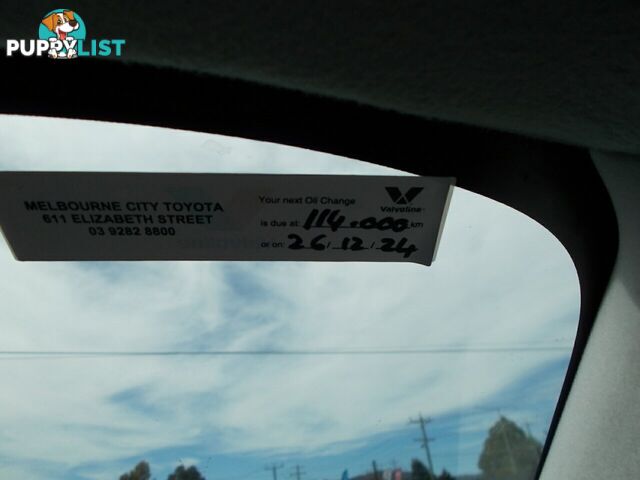 PUPPYLIST
MELBOURNE CITY TOYOTA
611 ELIZABETH STREET
03 9282 8800
Your next Oil Change
is due at: 114.000 km
or on: 26/12/24
Valvoline